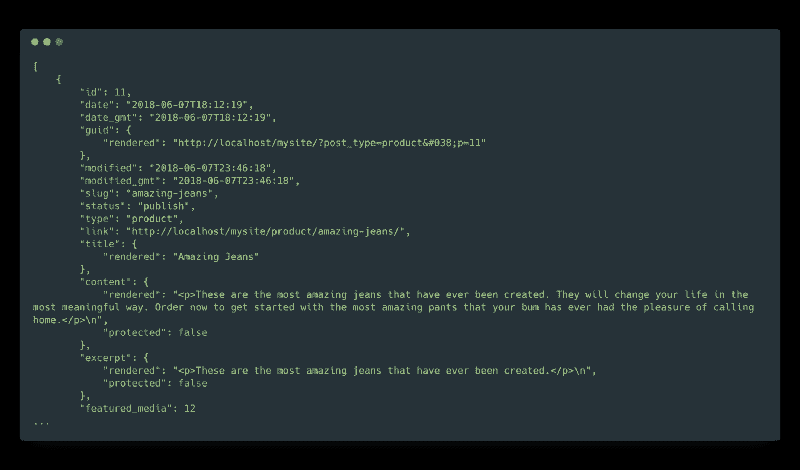 [
    {
        "id": 11,
        "date": "2018-06-07T18:12:19",
        "date_gmt": "2018-06-07T18:12:19",
        "guid": {
            "rendered": "http://localhost/mysite/?post_type=product&#038;p=11"
        },
        "modified": "2018-06-07T23:46:18",
        "modified_gmt": "2018-06-07T23:46:18",
        "slug": "amazing-jeans",
        "status": "publish",
        "type": "product",
        "link": "http://localhost/mysite/product/amazing-jeans/",
        "title": {
            "rendered": "Amazing Jeans"
        },
        "content": {
            "rendered": "<p>These are the most amazing jeans that have ever been created. They will change your life in the
most meaningful way. Order now to get started with the most amazing pants that your bum has ever had the pleasure of calling
home.</p>\n",
            "protected": false
        },
        "excerpt": {
            "rendered": "<p>These are the most amazing jeans that have ever been created.</p>\n",
            "protected": false
        },
        "featured_media": 12
...